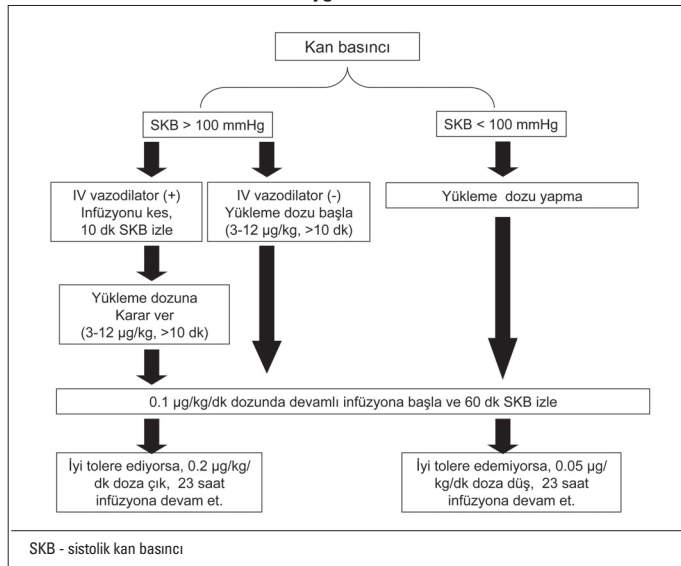 Kan basıncı
SKB > 100 mmHg
SKB < 100 mmHg
IV vazodilator (+)
Infüzyonu kes,
10 dk SKB izle
IV vazodilator (-)
Yükleme dozu başla
(3-12 µg/kg, >10 dk)
Yükleme dozu yapma
Yükleme dozuna
Karar ver
(3-12 µg/kg, >10 dk)
0.1 µg/kg/dk dozunda devamlı infüzyona başla ve 60 dk SKB izle
İyi tolere ediyorsa, 0.2 µg/kg/
dk doza çık, 23 saat
infüzyona devam et.
İyi tolere edemiyorsa, 0.05 µg/
kg/dk doza düş, 23 saat
infüzyona devam et.
SKB - sistolik kan basıncı